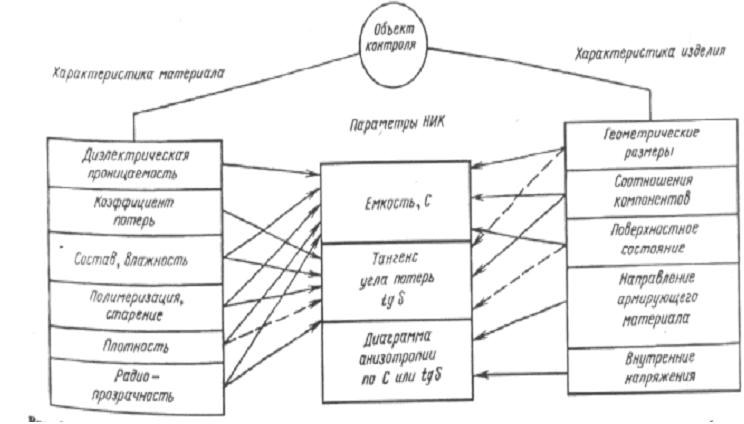 Объект
контроля
Характеристика материала
Характеристика изделия
Параметры НИК
Диэлектрическая
проницаемость
Коэффициент
потерь
Состав, влажность
Полимеризация,
старение
Плотность
Радио-
прозрачность
Емкость, С
Тангенс
угла потерь
tg δ
Диаграмма
анизотропии
по С или tgδ
Геометрические
размеры
Соотношения
компонентов
Поверхностное
состояние
Направление
армирующего
материала
Внутренние
напряжения